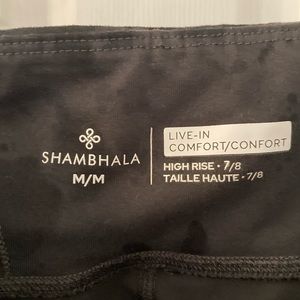 SHAMBHALA
M/M
LIVE-IN
COMFORT/CONFORT
HIGH RISE • 7/8
TAILLE HAUTE • 7/8